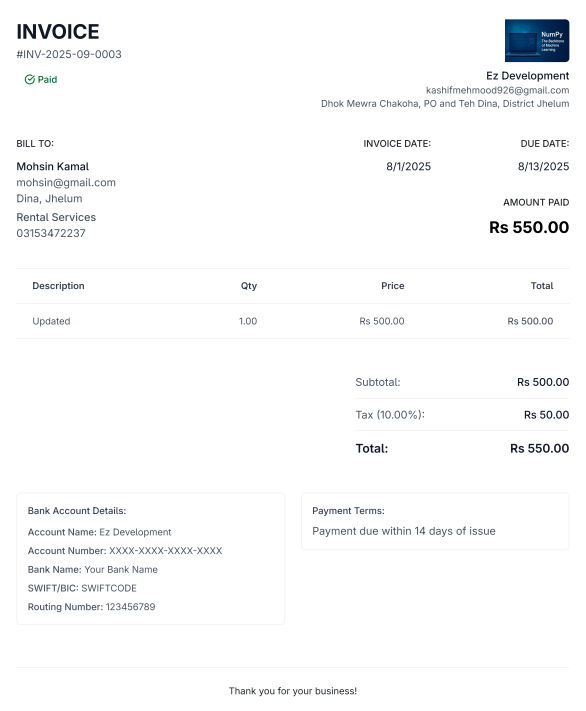 INVOICE
#INV-2025-09-0003
Paid
NumPy
The Backbone
of Machine
Learning
Ez Development
kashifmehmood926@gmail.com
Dhok Mewra Chakoha, PO and Teh Dina, District Jhelum
BILL TO:
Mohsin Kamal
mohsin@gmail.com
Dina, Jhelum
Rental Services
03153472237
INVOICE DATE: DUE DATE:
8/1/2025 8/13/2025
AMOUNT PAID
Rs 550.00
Description Qty Price Total
Updated 1.00 Rs 500.00 Rs 500.00
Subtotal: Rs 500.00
Tax (10.00%): Rs 50.00
Total: Rs 550.00
Bank Account Details:
Account Name: Ez Development
Account Number: XXXX-XXXX-XXXX-XXXX
Bank Name: Your Bank Name
SWIFT/BIC: SWIFTCODE
Routing Number: 123456789
Payment Terms:
Payment due within 14 days of issue
Thank you for your business!